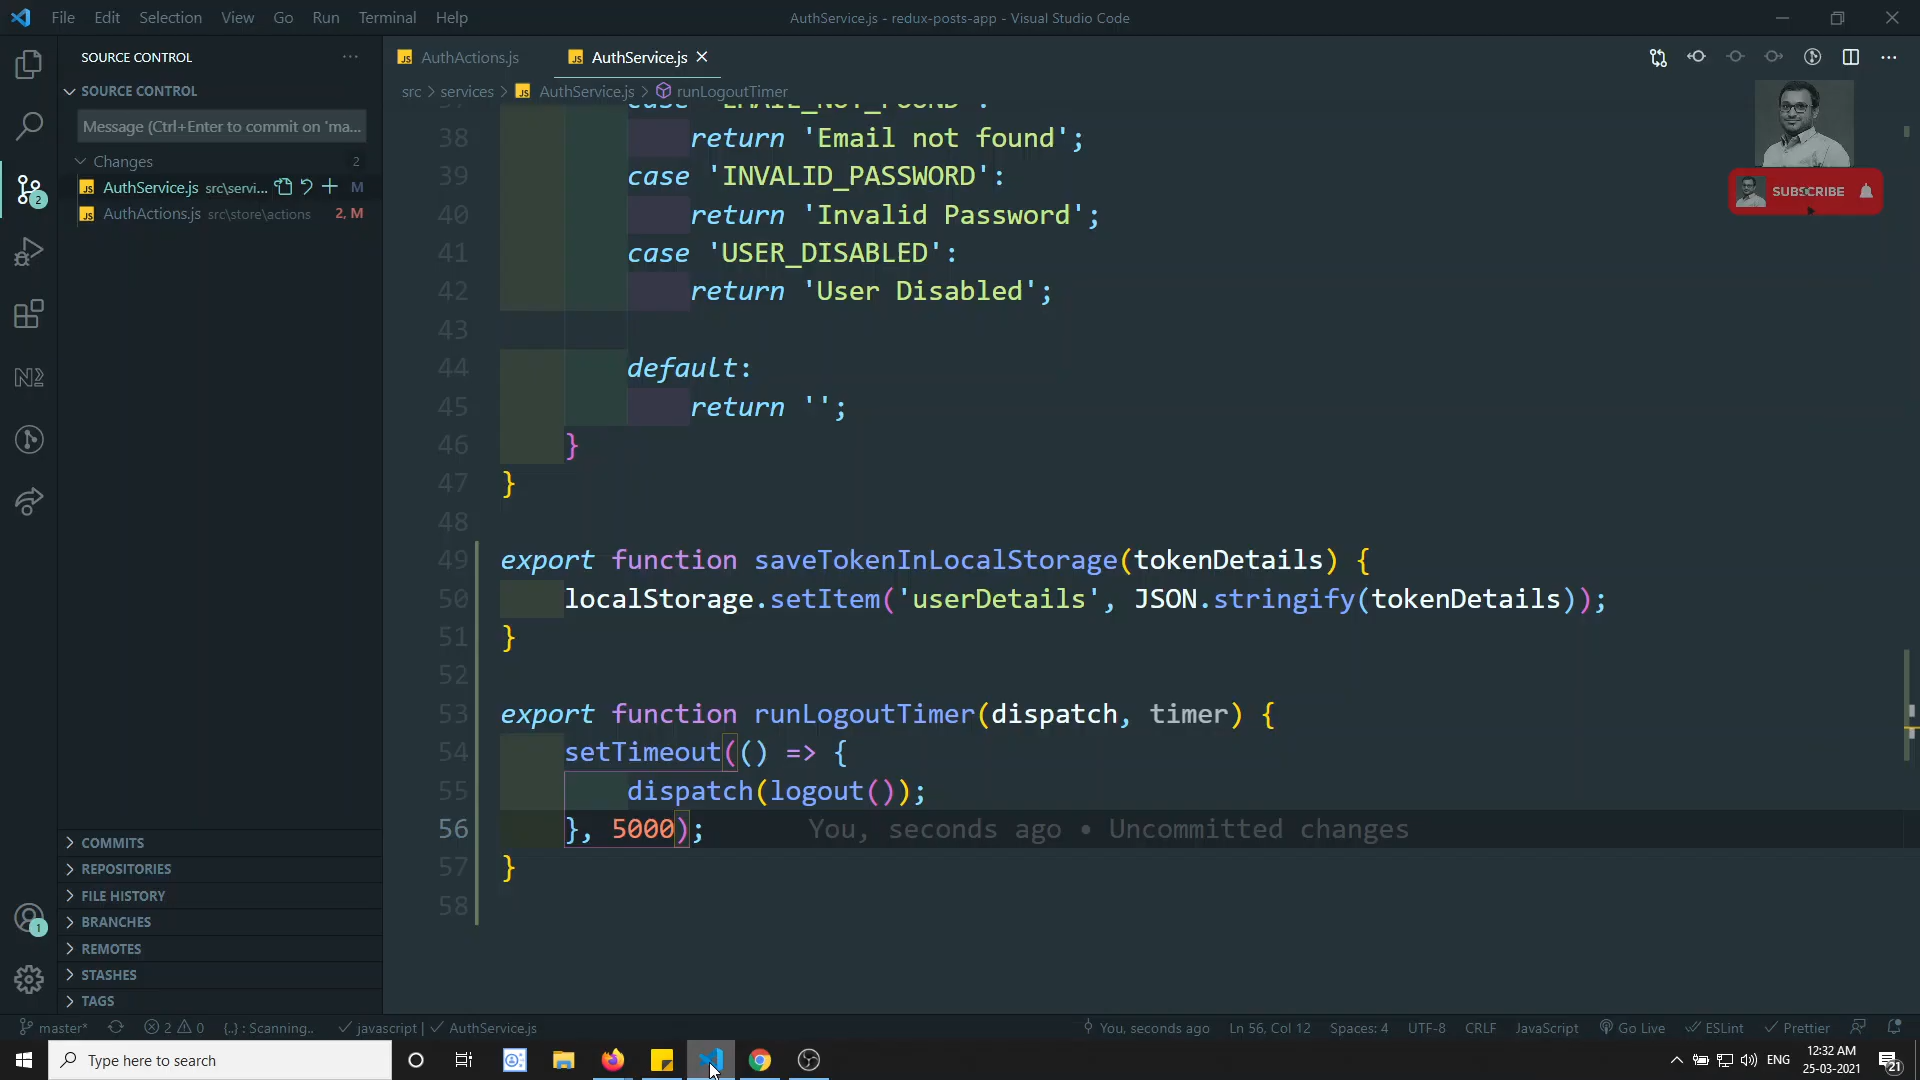 File Edit Selection View Go Run Terminal Help
AuthService.js - redux-posts-app - Visual Studio Code
SOURCE CONTROL
SOURCE CONTROL
Message (Ctrl+Enter to commit on 'ma...
Changes 2
AuthService.js src\servi... M
AuthActions.js src\store\actions 2, M
2
1
COMMITS
REPOSITORIES
FILE HISTORY
BRANCHES
REMOTES
STASHES
TAGS
AuthActions.js AuthService.js
src > services > AuthService.js > runLogoutTimer
37 case 'EMAIL_NOT_FOUND':
38 return 'Email not found';
39 case 'INVALID_PASSWORD':
40 return 'Invalid Password';
41 case 'USER_DISABLED':
42 return 'User Disabled';
43
44 default:
45 return '';
46 }
47 }
48
49 export function saveTokenInLocalStorage(tokenDetails) {
50 localStorage.setItem('userDetails', JSON.stringify(tokenDetails));
51 }
52
53 export function runLogoutTimer(dispatch, timer) {
54 setTimeout(() => {
55 dispatch(logout());
56 }, 5000); You, seconds ago • Uncommitted changes
57 }
58
SUBSCRIBE
master* 2 0 {..} : Scanning.. javascript | AuthService.js
You, seconds ago Ln 56, Col 12 Spaces: 4 UTF-8 CRLF JavaScript Go Live ESLint Prettier
Type here to search
ENG
12:32 AM
25-03-2021
21